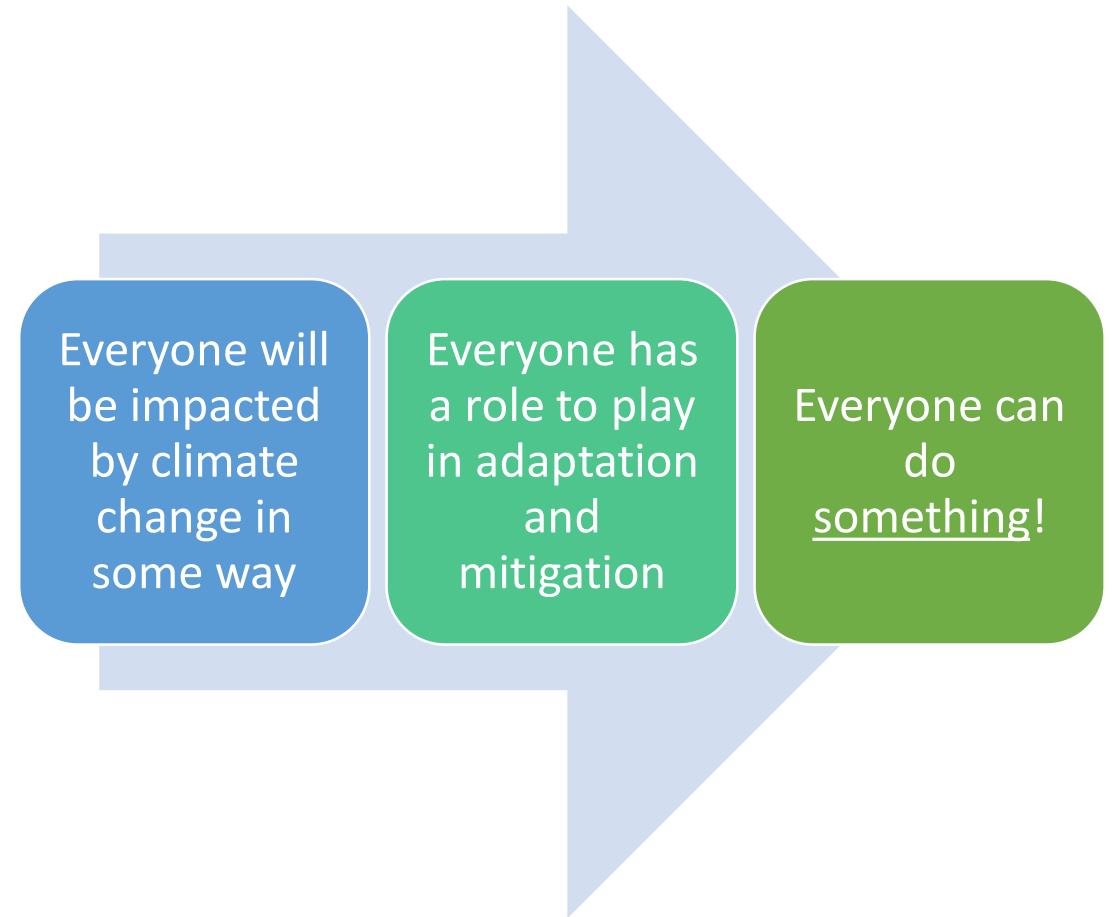 Everyone will
be impacted
by climate
change in
some way
Everyone has
a role to play
in adaptation
and
mitigation
Everyone can
do
something!